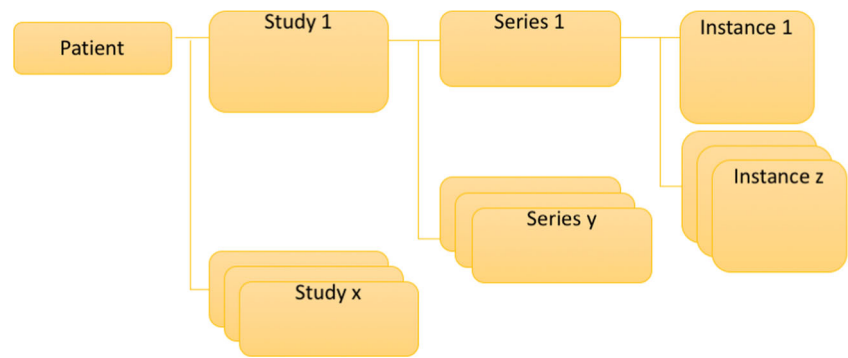 Patient
Study 1
Series 1
Instance 1
Instance z
Series y
Study x